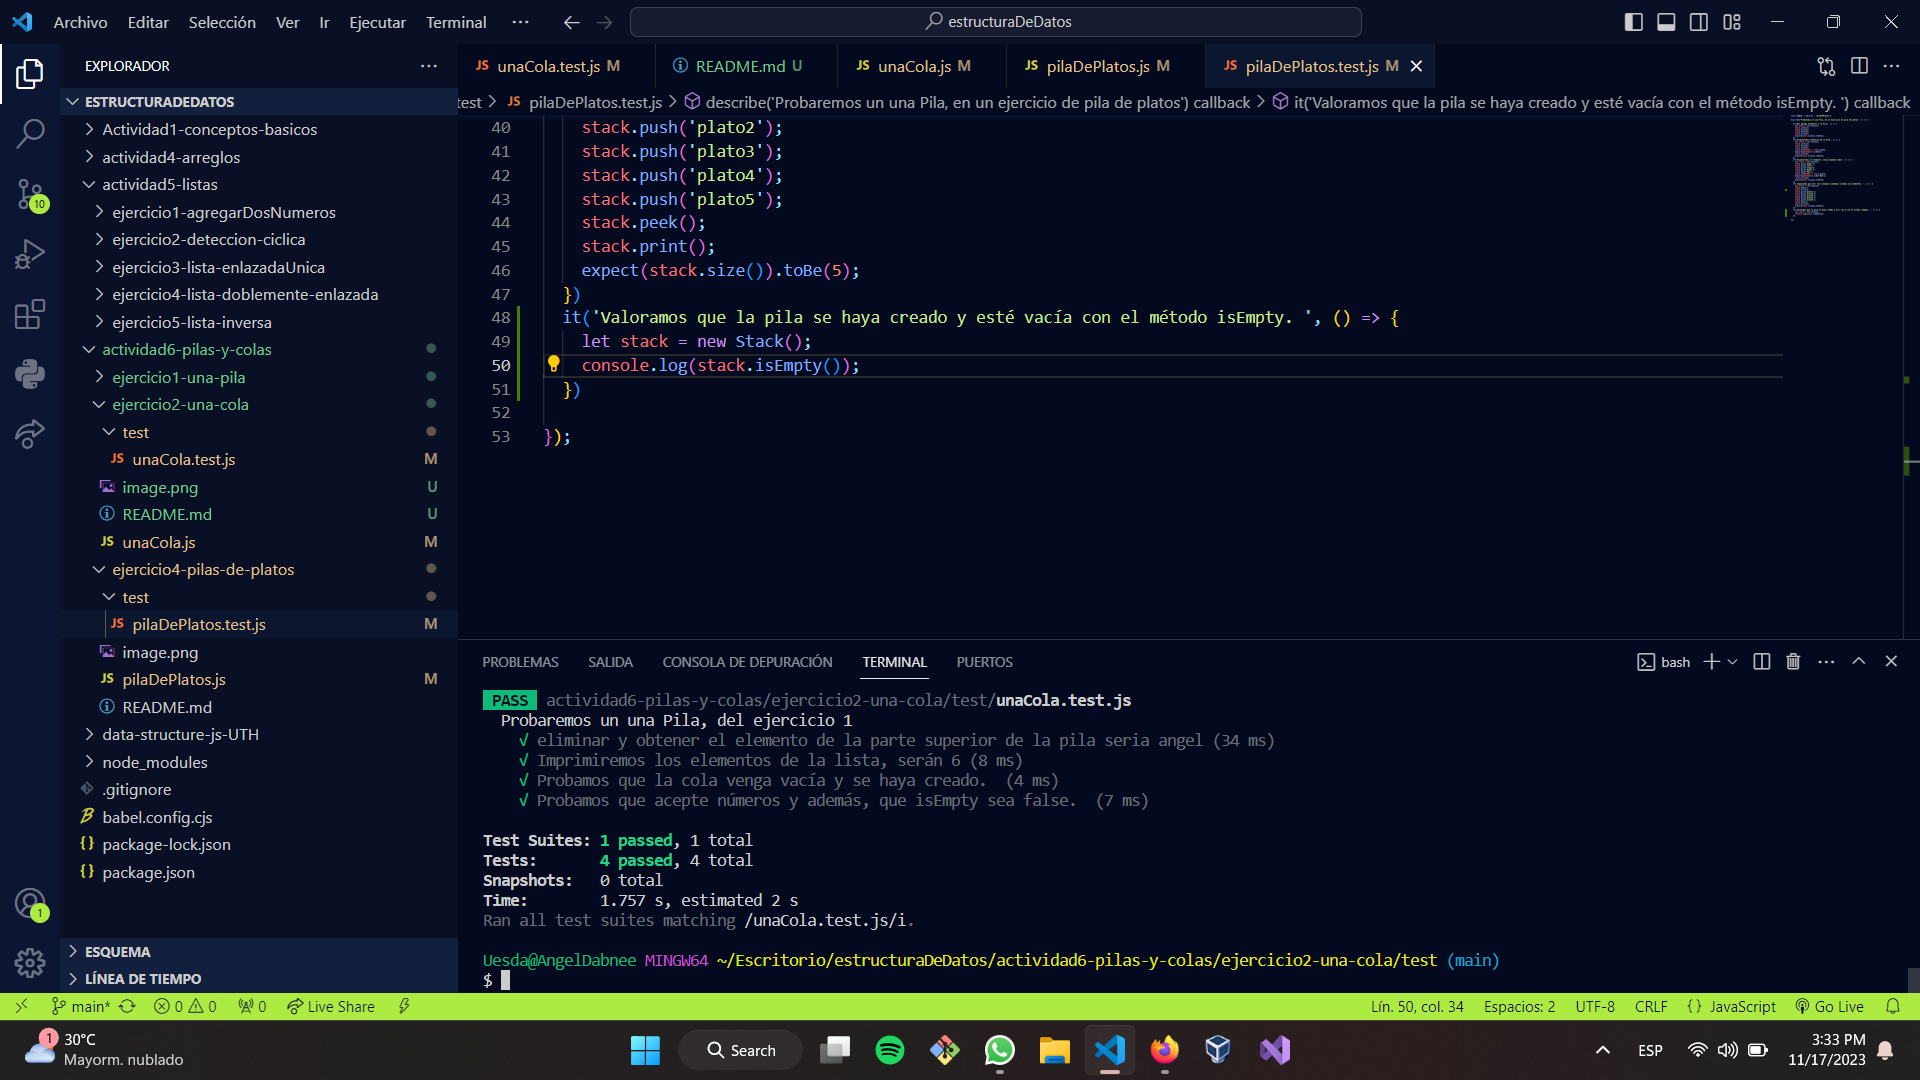 Archivo Editar Selección Ver Ir Ejecutar Terminal ··· estructuraDeDatos
EXPLORADOR
ESTRUCTURADEDATOS
Actividad1-conceptos-basicos
actividad4-arreglos
actividad5-listas
ejercicio1-agregarDosNumeros
ejercicio2-deteccion-ciclica
ejercicio3-lista-enlazadaUnica
ejercicio4-lista-doblemente-enlazada
ejercicio5-lista-inversa
actividad6-pilas-y-colas
ejercicio1-una-pila
ejercicio2-una-cola
test
JS unaCola.test.js M
image.png U
README.md U
JS unaCola.js M
ejercicio4-pilas-de-platos
test
JS pilaDePlatos.test.js M
image.png
JS pilaDePlatos.js M
README.md
data-structure-js-UTH
node_modules
.gitignore
babel.config.cjs
{} package-lock.json
{} package.json
ESQUEMA
LÍNEA DE TIEMPO
10
1
JS unaCola.test.js M README.md U JS unaCola.js M JS pilaDePlatos.js M JS pilaDePlatos.test.js M
test > JS pilaDePlatos.test.js > describe('Probaremos un una Pila, en un ejercicio de pila de platos') callback > it('Valoramos que la pila se haya creado y esté vacía con el método isEmpty. ') callback
40 stack.push('plato2');
41 stack.push('plato3');
42 stack.push('plato4');
43 stack.push('plato5');
44 stack.peek();
45 stack.print();
46 expect(stack.size()).toBe(5);
47 })
48 it('Valoramos que la pila se haya creado y esté vacía con el método isEmpty. ', () => {
49 let stack = new Stack();
50 console.log(stack.isEmpty());
51 })
52
53 });
PROBLEMAS SALIDA CONSOLA DE DEPURACIÓN TERMINAL PUERTOS bash
PASS actividad6-pilas-y-colas/ejercicio2-una-cola/test/unaCola.test.js
Probaremos un una Pila, del ejercicio 1
√ eliminar y obtener el elemento de la parte superior de la pila seria angel (34 ms)
√ Imprimiremos los elementos de la lista, serán 6 (8 ms)
√ Probamos que la cola venga vacía y se haya creado.  (4 ms)
√ Probamos que acepte números y además, que isEmpty sea false.  (7 ms)
Test Suites: 1 passed, 1 total
Tests: 4 passed, 4 total
Snapshots: 0 total
Time: 1.757 s, estimated 2 s
Ran all test suites matching /unaCola.test.js/i.
Uesda@AngelDabnee MINGW64 ~/Escritorio/estructuraDeDatos/actividad6-pilas-y-colas/ejercicio2-una-cola/test (main)
$
main* 0 0 0 Live Share Lín. 50, col. 34 Espacios: 2 UTF-8 CRLF {} JavaScript Go Live
1 30°C
Mayorm. nublado
Search
ESP
3:33 PM
11/17/2023